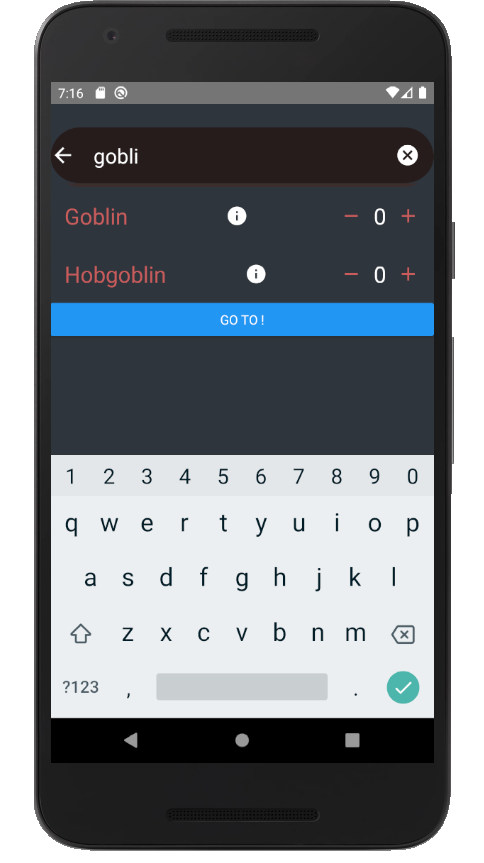 7:16
gobli
Goblin − 0 +
Hobgoblin − 0 +
GO TO !
1 2 3 4 5 6 7 8 9 0
q w e r t y u i o p
a s d f g h j k l
z x c v b n m
?123 , .